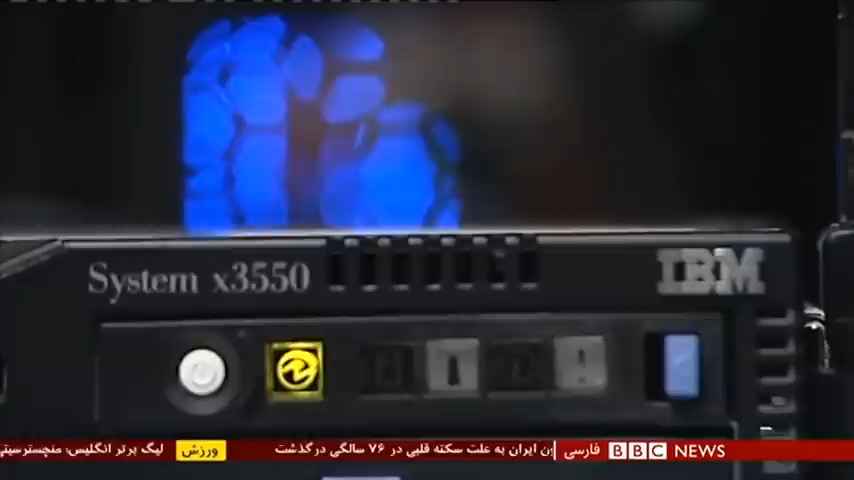 System x3550
IBM
BBC NEWS فارسی ون ایران به علت سکته قلبی در ۷۶ سالگی درگذشت ورزش لیگ برتر انگلیس: منچسترسیتی